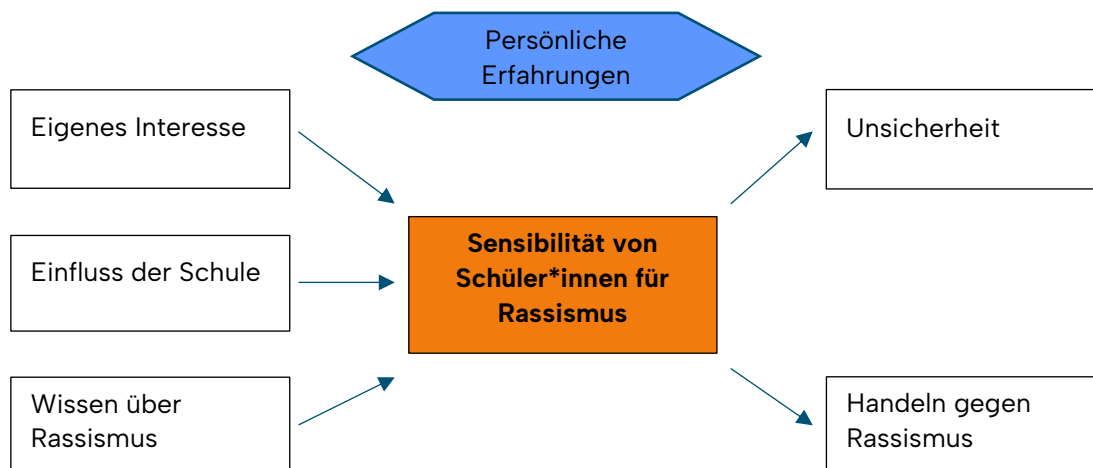 Persönliche
Erfahrungen
Eigenes Interesse
Unsicherheit
Einfluss der Schule
Sensibilität von
Schüler*innen für
Rassismus
Wissen über
Rassismus
Handeln gegen
Rassismus